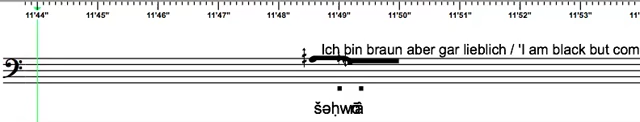 11'44" 11'45" 11'46" 11'47" 11'48" 11'49" 11'50" 11'51" 11'52" 11'53"
Ich bin braun aber gar lieblich / 'I am black but com
šəḥwōrâ